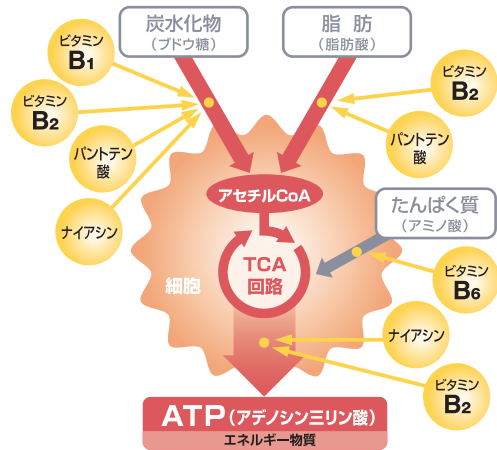 炭水化物
(ブドウ糖)
脂 肪
(脂肪酸)
ビタミン
B1
ビタミン
B2
パントテン
酸
ナイアシン
ビタミン
B2
パントテン
酸
アセチルCoA
たんぱく質
(アミノ酸)
TCA
回路
細胞
ビタミン
B6
ナイアシン
ビタミン
B2
ATP(アデノシン三リン酸)
エネルギー物質